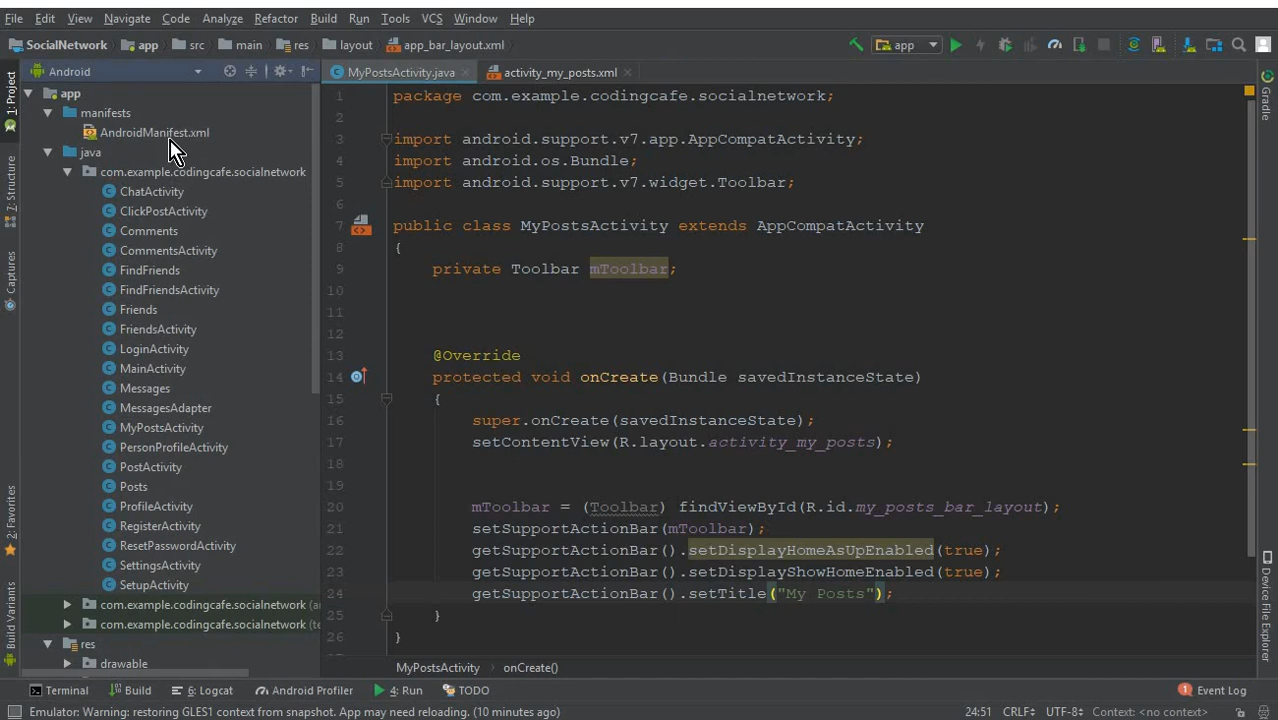 File Edit View Navigate Code Analyze Refactor Build Run Tools VCS Window Help
SocialNetwork app src main res layout app_bar_layout.xml app
Android
MyPostsActivity.java activity_my_posts.xml
1: Project
Z: Structure
Captures
2: Favorites
Build Variants
app
manifests
AndroidManifest.xml
java
com.example.codingcafe.socialnetwork
ChatActivity
ClickPostActivity
Comments
CommentsActivity
FindFriends
FindFriendsActivity
Friends
FriendsActivity
LoginActivity
MainActivity
Messages
MessagesAdapter
MyPostsActivity
PersonProfileActivity
PostActivity
Posts
ProfileActivity
RegisterActivity
ResetPasswordActivity
SettingsActivity
SetupActivity
com.example.codingcafe.socialnetwork (a
com.example.codingcafe.socialnetwork (te
res
drawable
1 package com.example.codingcafe.socialnetwork;
2
3 import android.support.v7.app.AppCompatActivity;
4 import android.os.Bundle;
5 import android.support.v7.widget.Toolbar;
6
7 public class MyPostsActivity extends AppCompatActivity
8 {
9 private Toolbar mToolbar;
10
11
12
13 @Override
14 protected void onCreate(Bundle savedInstanceState)
15 {
16 super.onCreate(savedInstanceState);
17 setContentView(R.layout.activity_my_posts);
18
19
20 mToolbar = (Toolbar) findViewById(R.id.my_posts_bar_layout);
21 setSupportActionBar(mToolbar);
22 getSupportActionBar().setDisplayHomeAsUpEnabled(true);
23 getSupportActionBar().setDisplayShowHomeEnabled(true);
24 getSupportActionBar().setTitle("My Posts");
25 }
26 }
MyPostsActivity onCreate()
Gradle
Device File Explorer
Terminal Build 6: Logcat Android Profiler 4: Run TODO 1 Event Log
Emulator: Warning: restoring GLES1 context from snapshot. App may need reloading. (10 minutes ago) 24:51 CRLF UTF-8 Context: <no context>